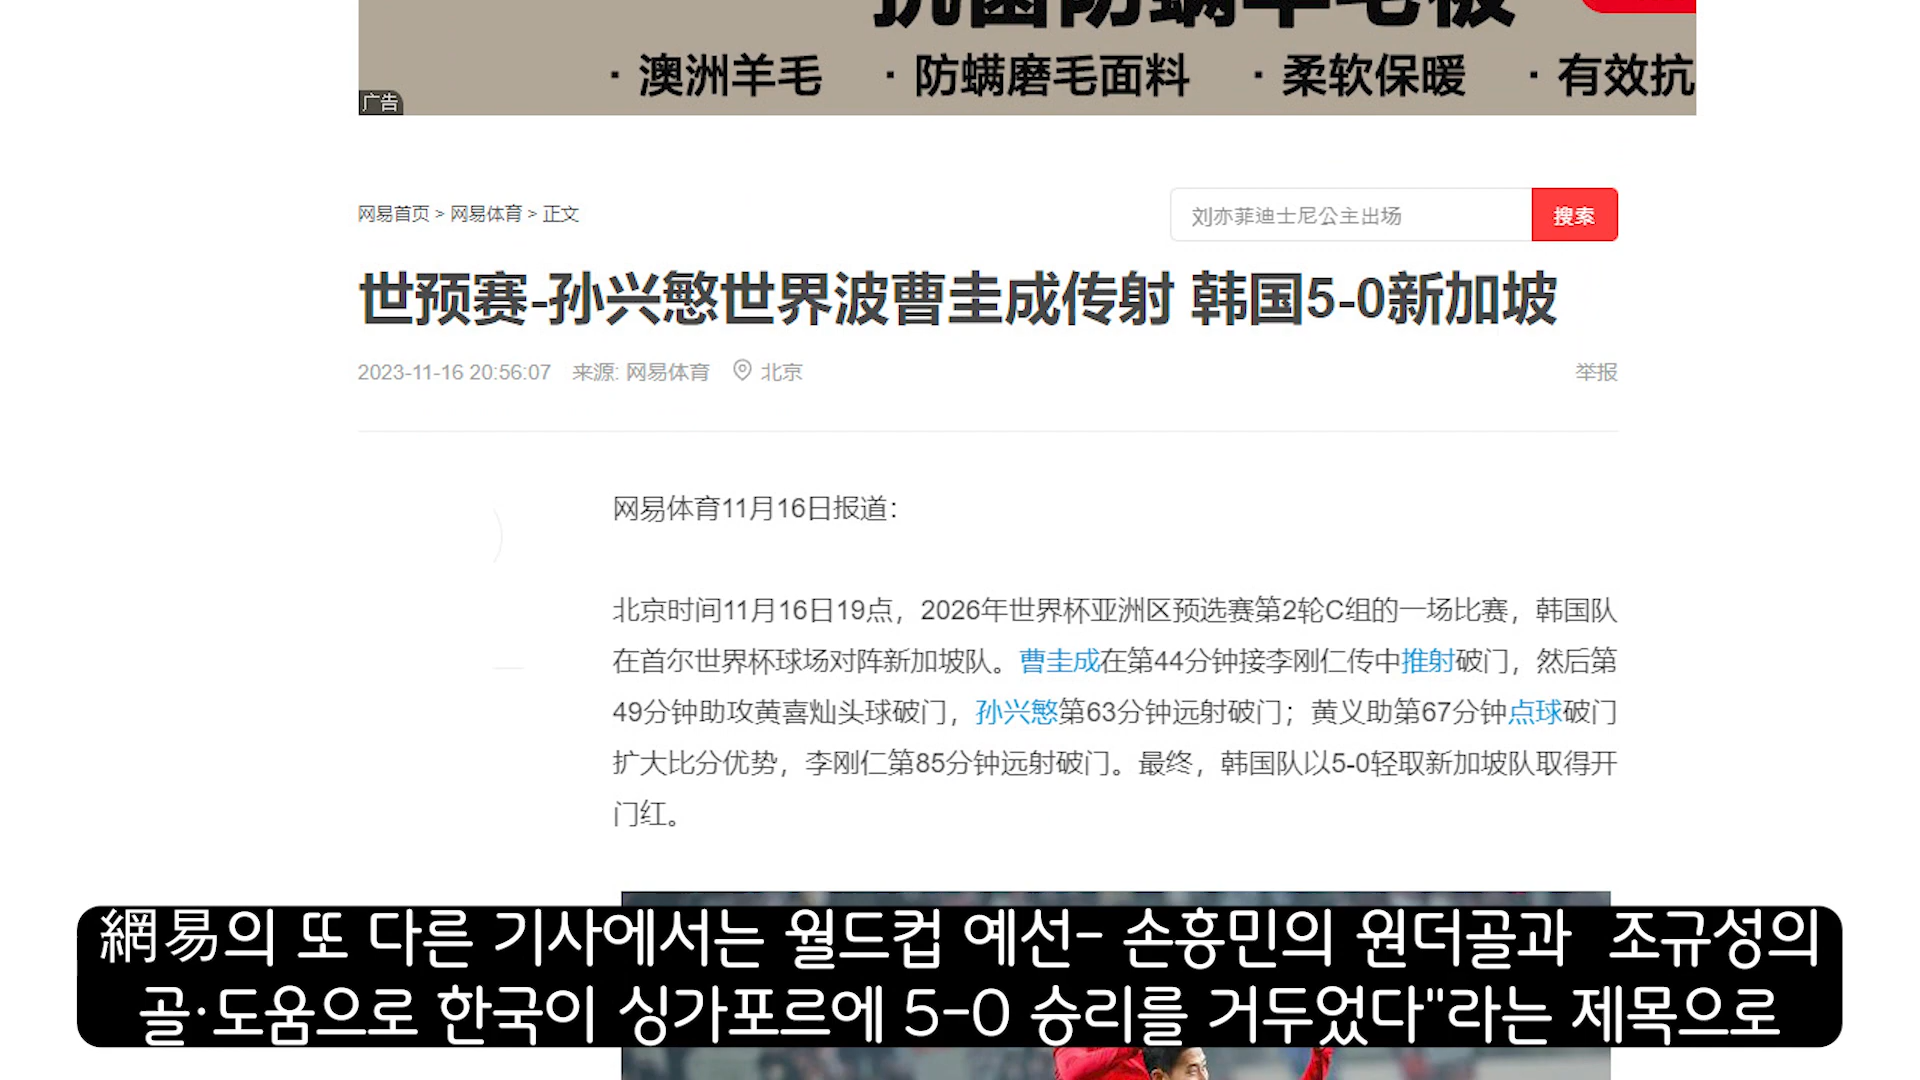 抗菌防螨羊毛被
· 澳洲羊毛 · 防螨磨毛面料 · 柔软保暖 · 有效抗
广告
网易首页 > 网易体育 > 正文
刘亦菲迪士尼公主出场 搜索
世预赛-孙兴慜世界波曹圭成传射 韩国5-0新加坡
2023-11-16 20:56:07 来源: 网易体育 北京 举报
网易体育11月16日报道：
北京时间11月16日19点，2026年世界杯亚洲区预选赛第2轮C组的一场比赛，韩国队
在首尔世界杯球场对阵新加坡队。曹圭成在第44分钟接李刚仁传中推射破门，然后第
49分钟助攻黄喜灿头球破门，孙兴慜第63分钟远射破门；黄义助第67分钟点球破门
扩大比分优势，李刚仁第85分钟远射破门。最终，韩国队以5-0轻取新加坡队取得开
门红。
網易의 또 다른 기사에서는 월드컵 예선- 손흥민의 원더골과 조규성의
골·도움으로 한국이 싱가포르에 5-0 승리를 거두었다"라는 제목으로